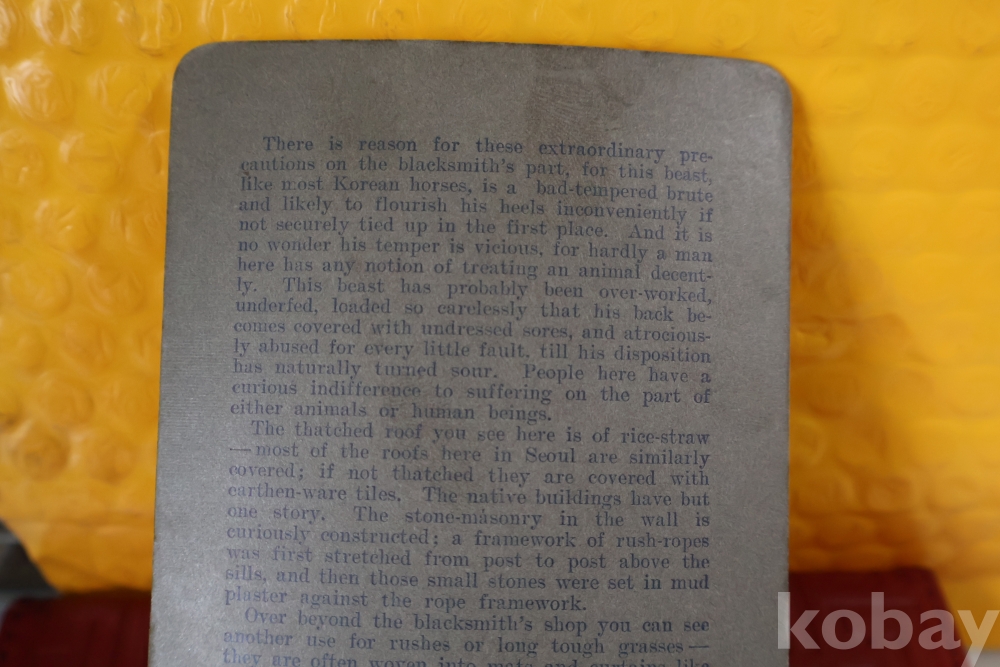 There is reason for these extraordinary pre-
cautions on the blacksmith's part, for this beast,
like most Korean horses, is a bad-tempered brute
and likely to flourish his heels inconveniently if
not securely tied up in the first place. And it is
no wonder his temper is vicious, for hardly a man
here has any notion of treating an animal decent-
ly. This beast has probably been over-worked,
underfed, loaded so carelessly that his back be-
comes covered with undressed sores, and atrocious-
ly abused for every little fault, till his disposition
has naturally turned sour. People here have a
curious indifference to suffering on the part of
either animals or human beings.
The thatched roof you see here is of rice-straw
—most of the roofs here in Seoul are similarly
covered; if not thatched they are covered with
earthen-ware tiles. The native buildings have but
one story. The stone-masonry in the wall is
curiously constructed; a framework of rush-ropes
was first stretched from post to post above the
sills, and then those small stones were set in mud
plaster against the rope framework.
Over beyond the blacksmith's shop you can see
another use for rushes or long tough grasses—
they are often woven into mats and curtains like
kobay